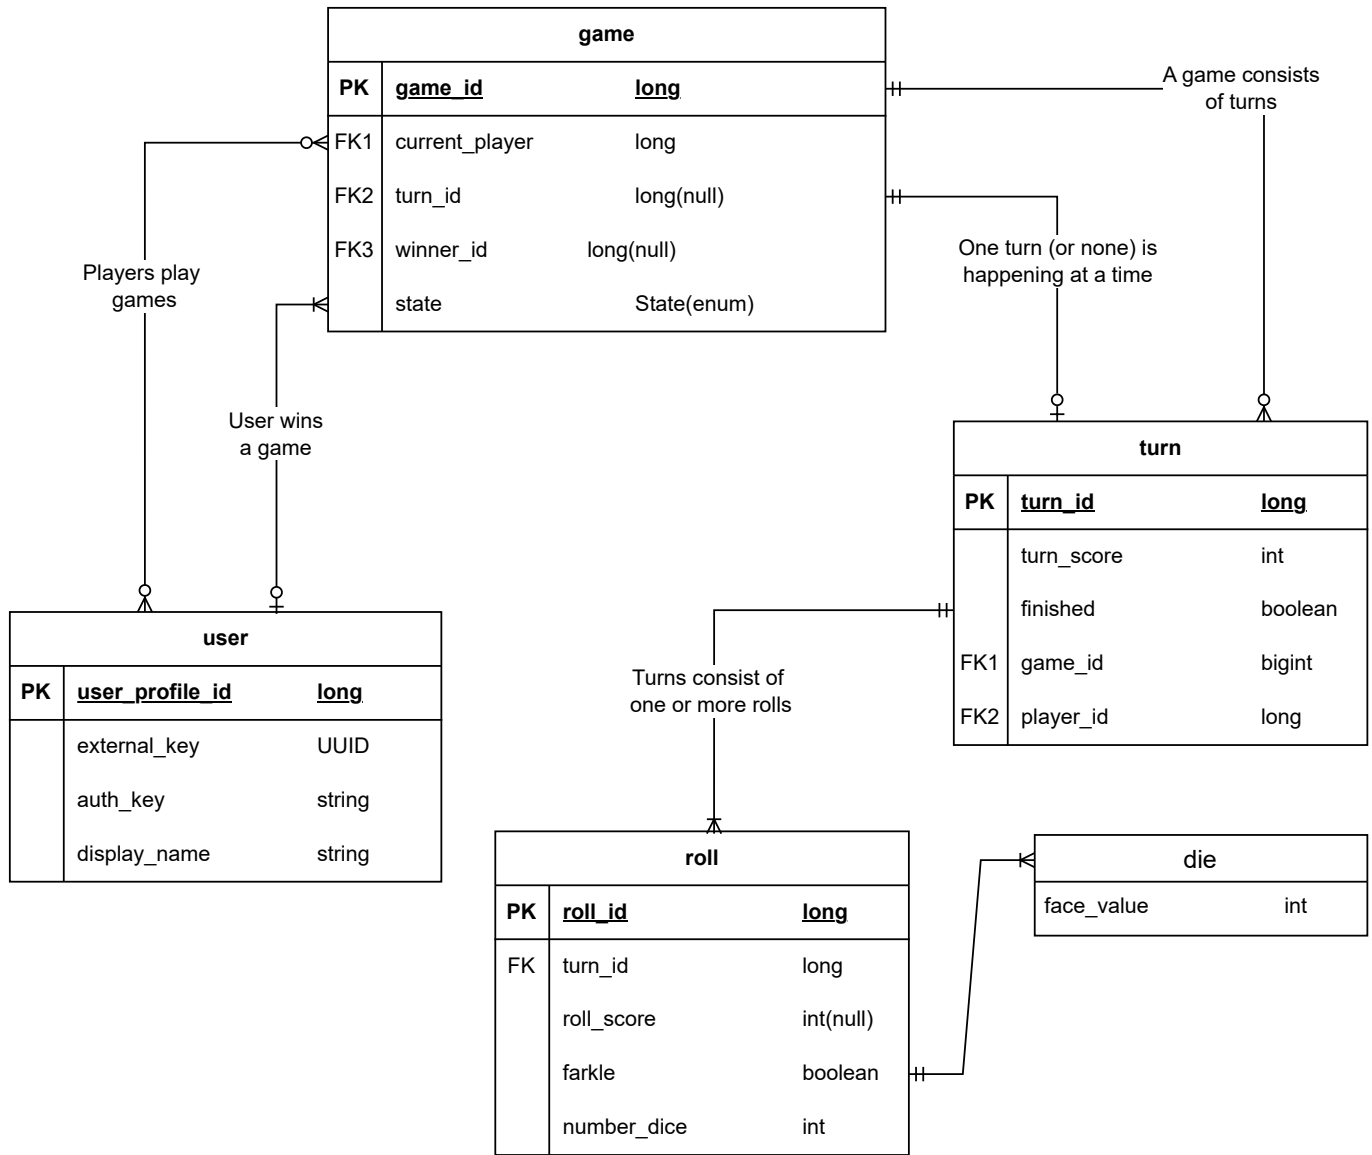 game
PK game_id long
FK1 current_player long
FK2 turn_id long(null)
FK3 winner_id long(null)
state State(enum)
A game consists
of turns
One turn (or none) is
happening at a time
Players play
games
User wins
a game
turn
PK turn_id long
turn_score int
finished boolean
FK1 game_id bigint
FK2 player_id long
user
PK user_profile_id long
external_key UUID
auth_key string
display_name string
Turns consist of
one or more rolls
roll
PK roll_id long
FK turn_id long
roll_score int(null)
farkle boolean
number_dice int
die
face_value int